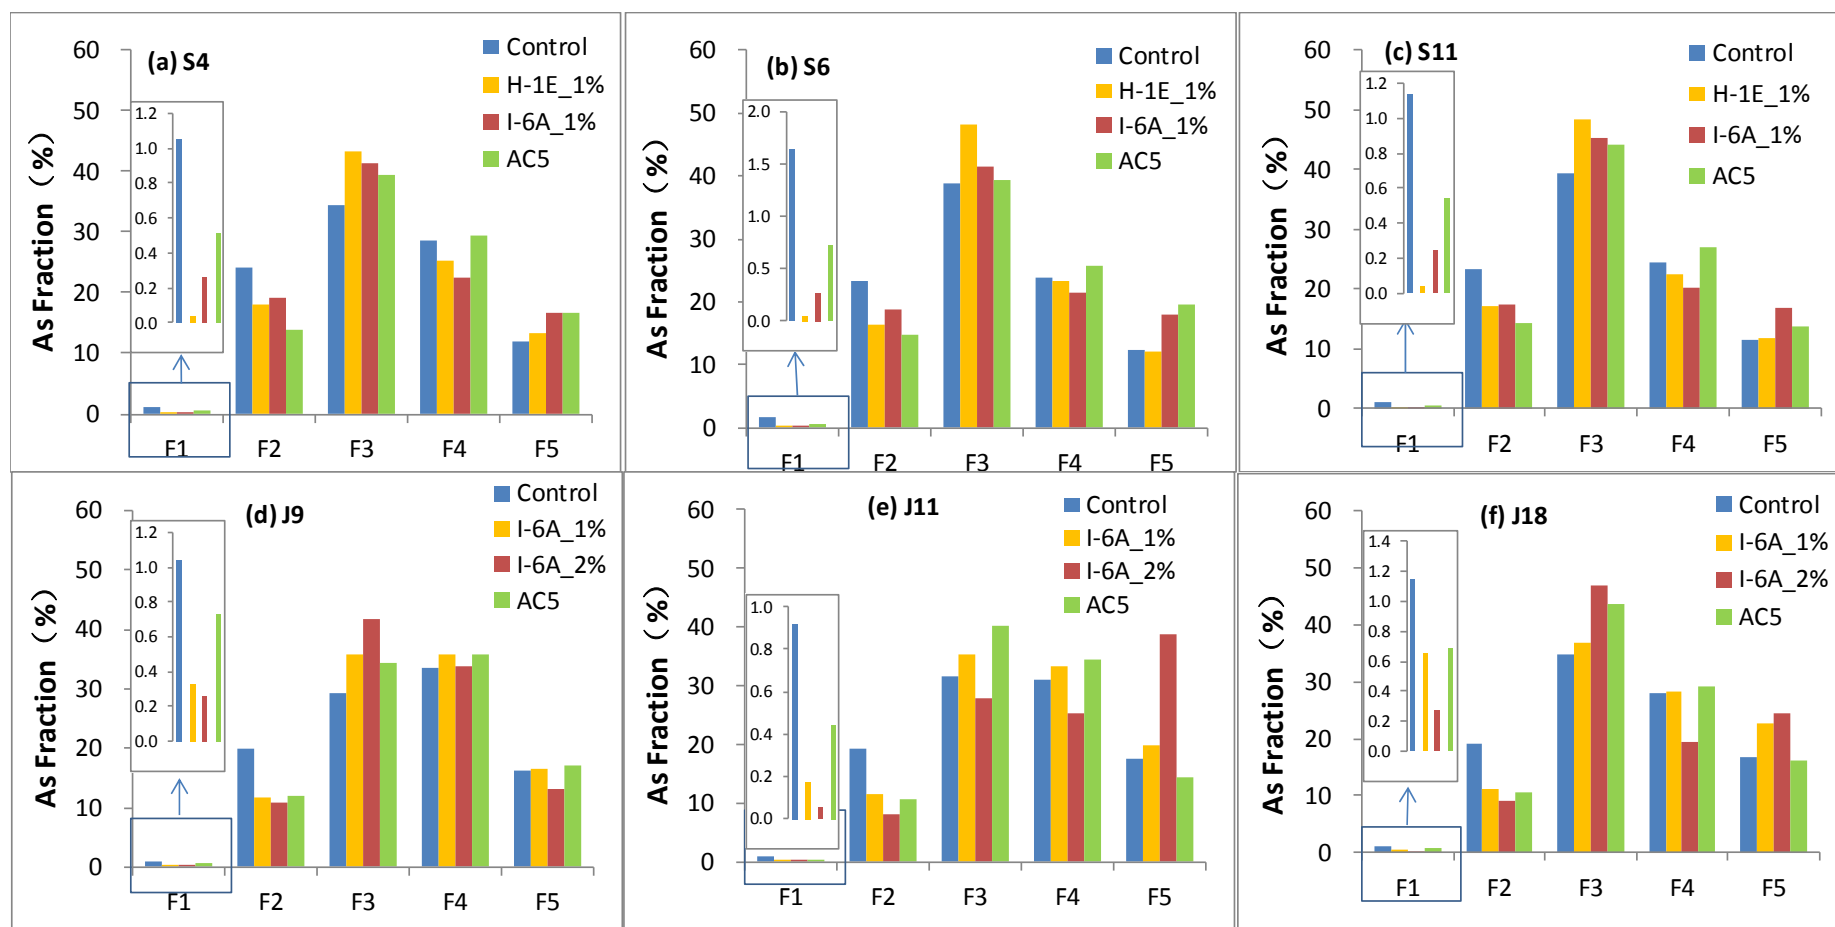 (a) S4
As Fraction (%)
60
50
40
30
20
10
0
1.2
1.0
0.8
0.6
0.4
0.2
0.0
Control
H-1E_1%
I-6A_1%
AC5
F1 F2 F3 F4 F5
(b) S6
As Fraction (%)
60
50
40
30
20
10
0
2.0
1.5
1.0
0.5
0.0
Control
H-1E_1%
I-6A_1%
AC5
F1 F2 F3 F4 F5
(c) S11
As Fraction (%)
60
50
40
30
20
10
0
1.2
1.0
0.8
0.6
0.4
0.2
0.0
Control
H-1E_1%
I-6A_1%
AC5
F1 F2 F3 F4 F5
(d) J9
As Fraction (%)
60
50
40
30
20
10
0
1.2
1.0
0.8
0.6
0.4
0.2
0.0
Control
I-6A_1%
I-6A_2%
AC5
F1 F2 F3 F4 F5
(e) J11
As Fraction (%)
60
50
40
30
20
10
0
1.0
0.8
0.6
0.4
0.2
0.0
Control
I-6A_1%
I-6A_2%
AC5
F1 F2 F3 F4 F5
(f) J18
As Fraction (%)
60
50
40
30
20
10
0
1.4
1.2
1.0
0.8
0.6
0.4
0.2
0.0
Control
I-6A_1%
I-6A_2%
AC5
F1 F2 F3 F4 F5